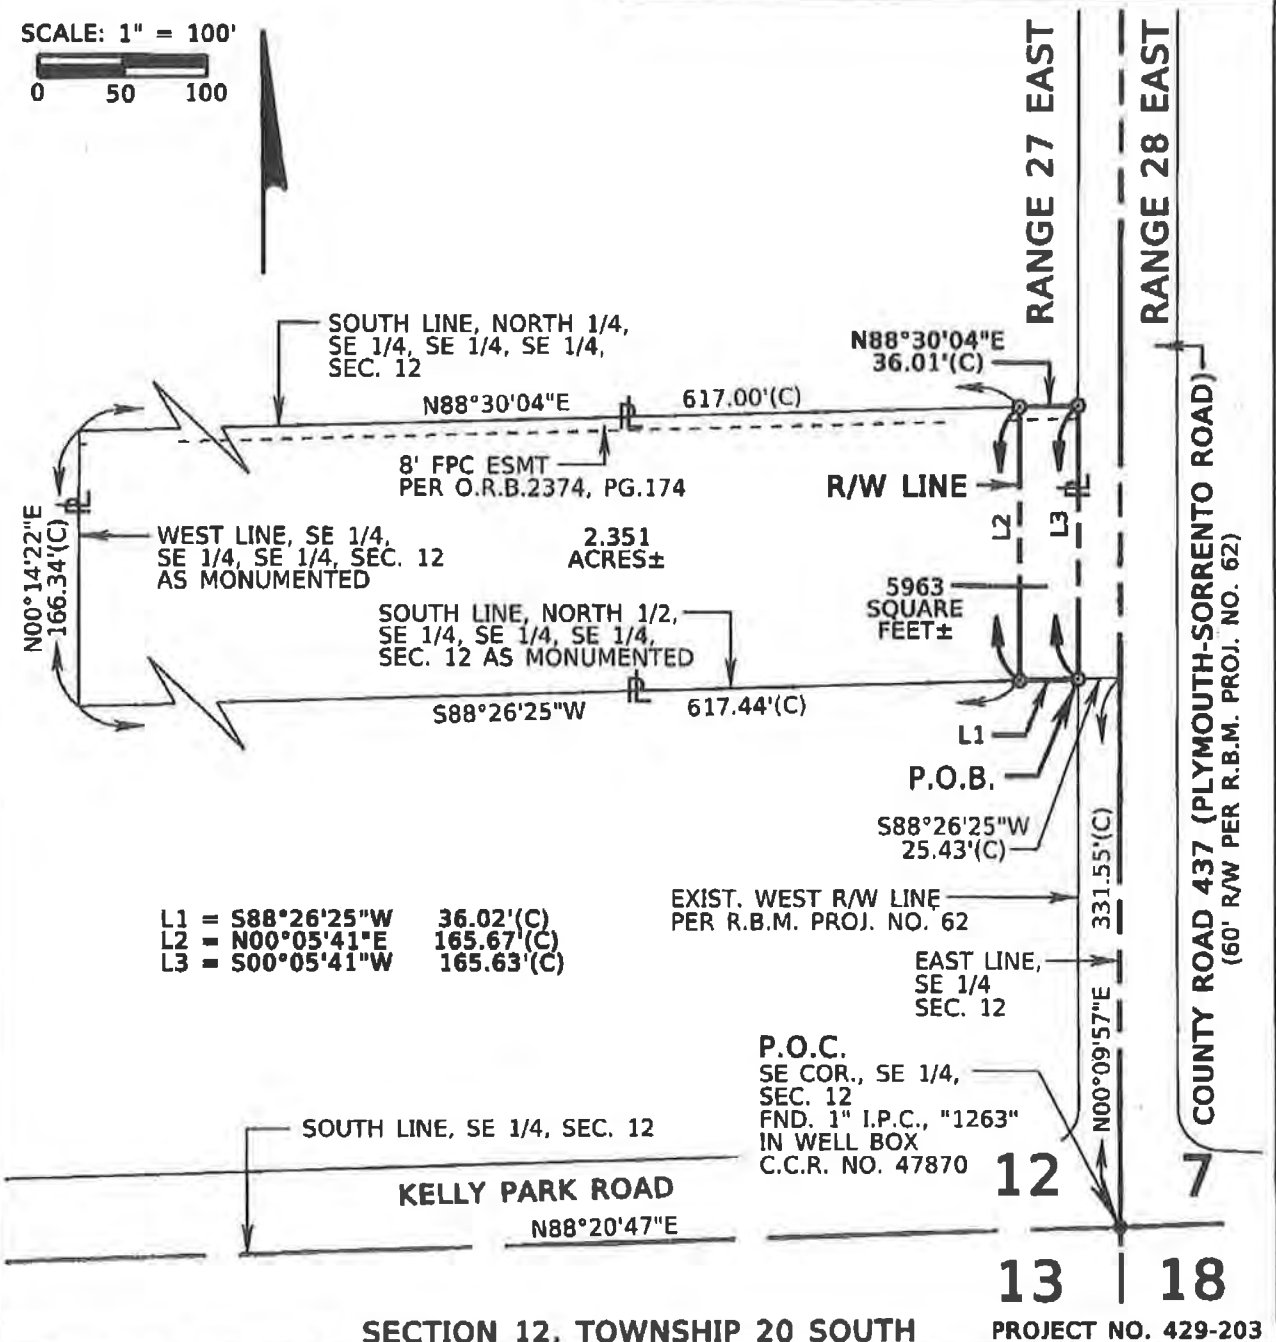 SCALE: 1" = 100'
0 50 100
RANGE 27 EAST
RANGE 28 EAST
SOUTH LINE, NORTH 1/4,
SE 1/4, SE 1/4, SE 1/4,
SEC. 12
N88°30'04"E
36.01'(C)
N88°30'04"E
617.00'(C)
8' FPC ESMT
PER O.R.B.2374, PG.174
R/W LINE
L2
L3
N00°14'22"E
166.34'(C)
WEST LINE, SE 1/4,
SE 1/4, SE 1/4, SEC. 12
AS MONUMENTED
2.351
ACRES±
5963
SQUARE
FEET±
SOUTH LINE, NORTH 1/2,
SE 1/4, SE 1/4, SE 1/4,
SEC. 12 AS MONUMENTED
S88°26'25"W
617.44'(C)
L1
P.O.B.
S88°26'25"W
25.43'(C)
COUNTY ROAD 437 (PLYMOUTH-SORRENTO ROAD)
(60' R/W PER R.B.M. PROJ. NO. 62)
EXIST. WEST R/W LINE
PER R.B.M. PROJ. NO. 62
N00°09'57"E 331.55'(C)
L1 = S88°26'25"W 36.02'(C)
L2 = N00°05'41"E 165.67'(C)
L3 = S00°05'41"W 165.63'(C)
EAST LINE,
SE 1/4
SEC. 12
P.O.C.
SE COR., SE 1/4,
SEC. 12
FND. 1" I.P.C., "1263"
IN WELL BOX
C.C.R. NO. 47870
SOUTH LINE, SE 1/4, SEC. 12
KELLY PARK ROAD
N88°20'47"E
12
7
13
18
SECTION 12, TOWNSHIP 20 SOUTH
PROJECT NO. 429-203